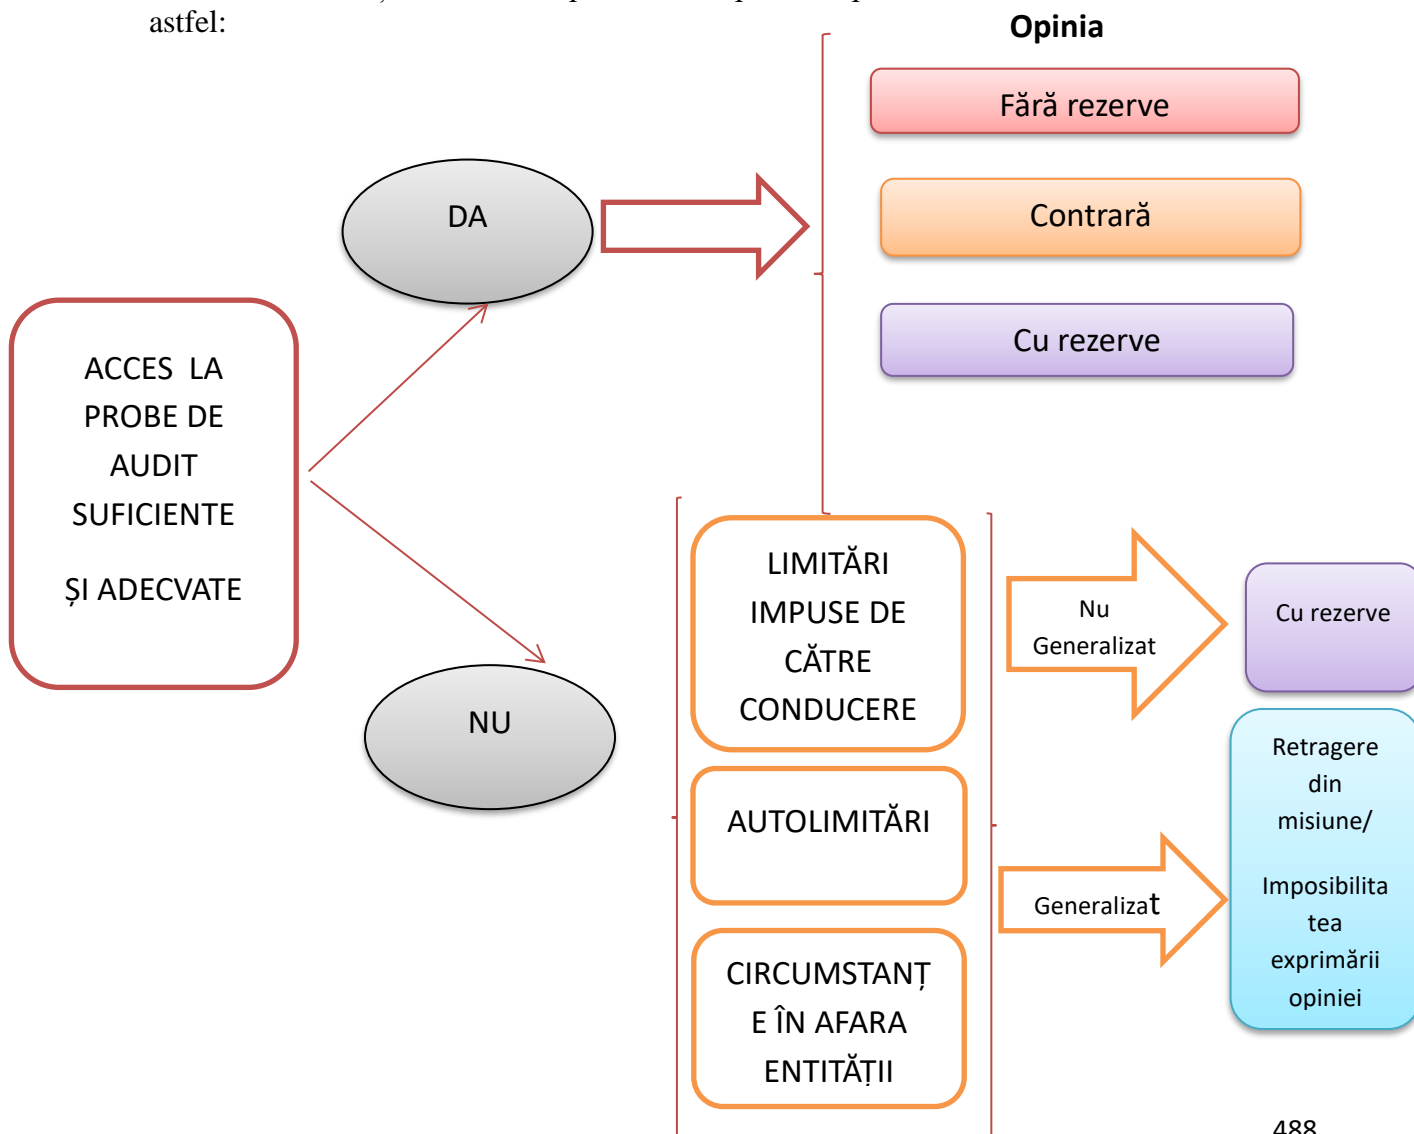 astfel:
Opinia
Fără rezerve
DA
Contrară
Cu rezerve
ACCES LA
PROBE DE
AUDIT
SUFICIENTE
ȘI ADECVATE
NU
LIMITĂRI
IMPUSE DE
CĂTRE
CONDUCERE
Nu
Generalizat
Cu rezerve
AUTOLIMITĂRI
Generalizat
Retragere
din
misiune/
Imposibilita
tea
exprimării
opiniei
CIRCUMSTANȚ
E ÎN AFARA
ENTITĂȚII
488